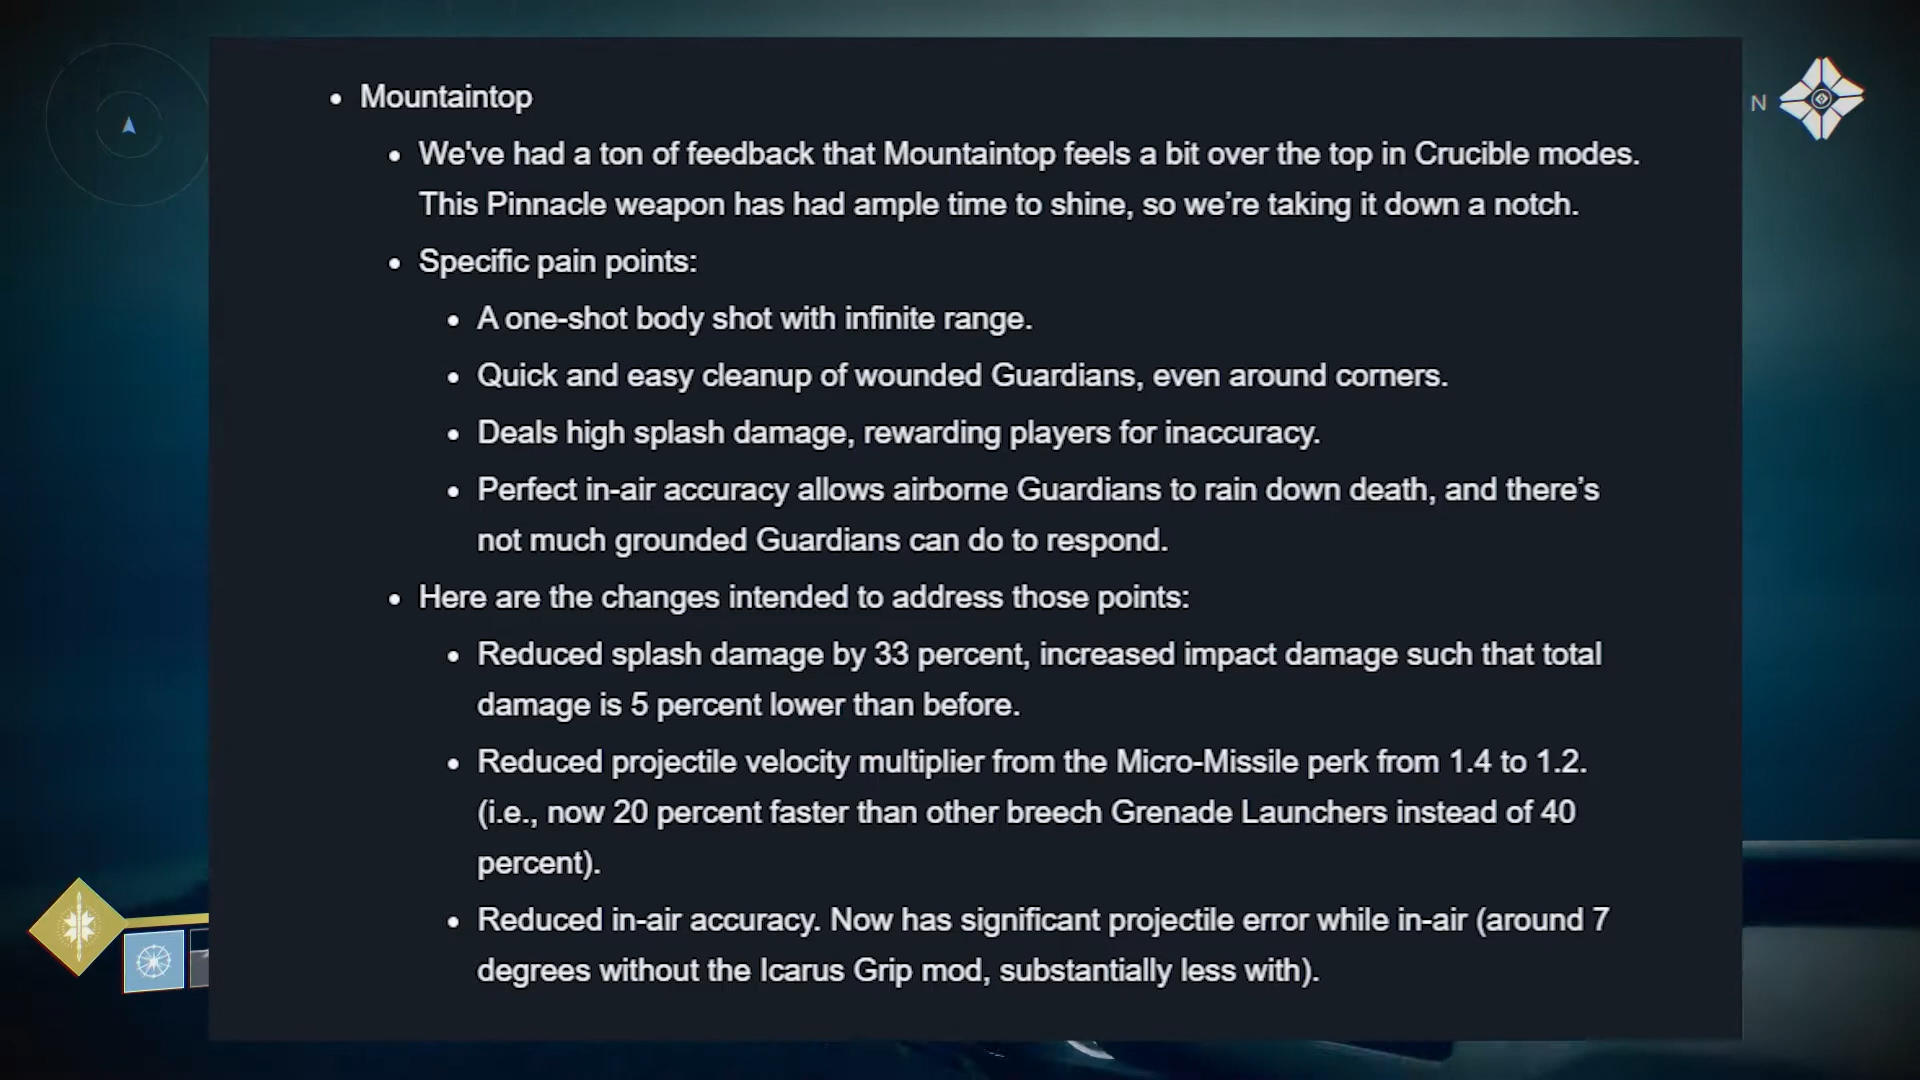 Mountaintop
We've had a ton of feedback that Mountaintop feels a bit over the top in Crucible modes.
This Pinnacle weapon has had ample time to shine, so we’re taking it down a notch.
Specific pain points:
A one-shot body shot with infinite range.
Quick and easy cleanup of wounded Guardians, even around corners.
Deals high splash damage, rewarding players for inaccuracy.
Perfect in-air accuracy allows airborne Guardians to rain down death, and there’s
not much grounded Guardians can do to respond.
Here are the changes intended to address those points:
Reduced splash damage by 33 percent, increased impact damage such that total
damage is 5 percent lower than before.
Reduced projectile velocity multiplier from the Micro-Missile perk from 1.4 to 1.2.
(i.e., now 20 percent faster than other breech Grenade Launchers instead of 40
percent).
Reduced in-air accuracy. Now has significant projectile error while in-air (around 7
degrees without the Icarus Grip mod, substantially less with).
N